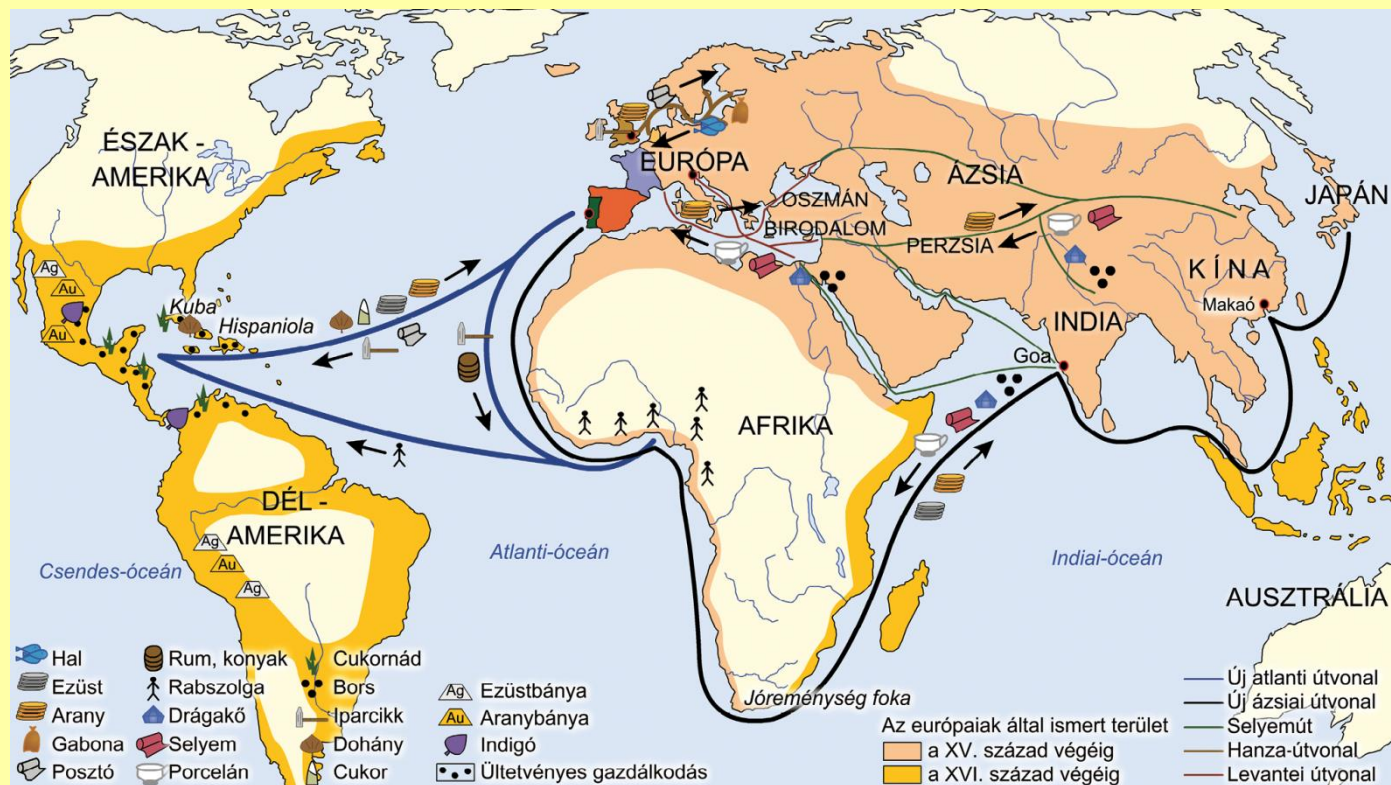 ÉSZAK -
AMERIKA
EURÓPA
ÁZSIA
JAPÁN
OSZMÁN
BIRODALOM
PERZSIA
KÍNA
Makaó
INDIA
Goa
Ag
Au
Au
Kuba
Hispaniola
AFRIKA
DÉL -
AMERIKA
Ag
Au
Ag
Csendes-óceán
Atlanti-óceán
Indiai-óceán
AUSZTRÁLIA
Jóreménység foka
Hal
Ezüst
Arany
Gabona
Posztó
Rum, konyak
Rabszolga
Drágakő
Selyem
Porcelán
Cukornád
Bors
Iparcikk
Dohány
Cukor
Ag Ezüstbánya
Au Aranybánya
Indigó
Ültetvényes gazdálkodás
Az európaiak által ismert terület
a XV. század végéig
a XVI. század végéig
Új atlanti útvonal
Új ázsiai útvonal
Selyemút
Hanza-útvonal
Levantei útvonal